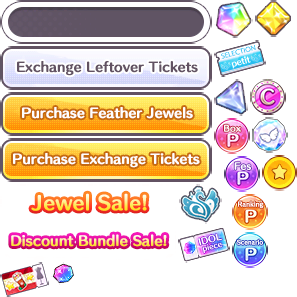 SELECTION
petit
Exchange Leftover Tickets
C
Purchase Feather Jewels
Box
P
Purchase Exchange Tickets
Fes
P
Jewel Sale!
Ranking
P
Discount Bundle Sale!
IDOL
piece
Scenario
P